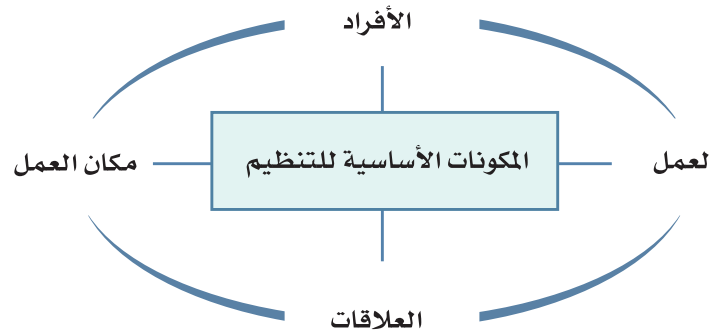 الأفراد
لعمل
المكونات الأساسية للتنظيم
مكان العمل
العلاقات